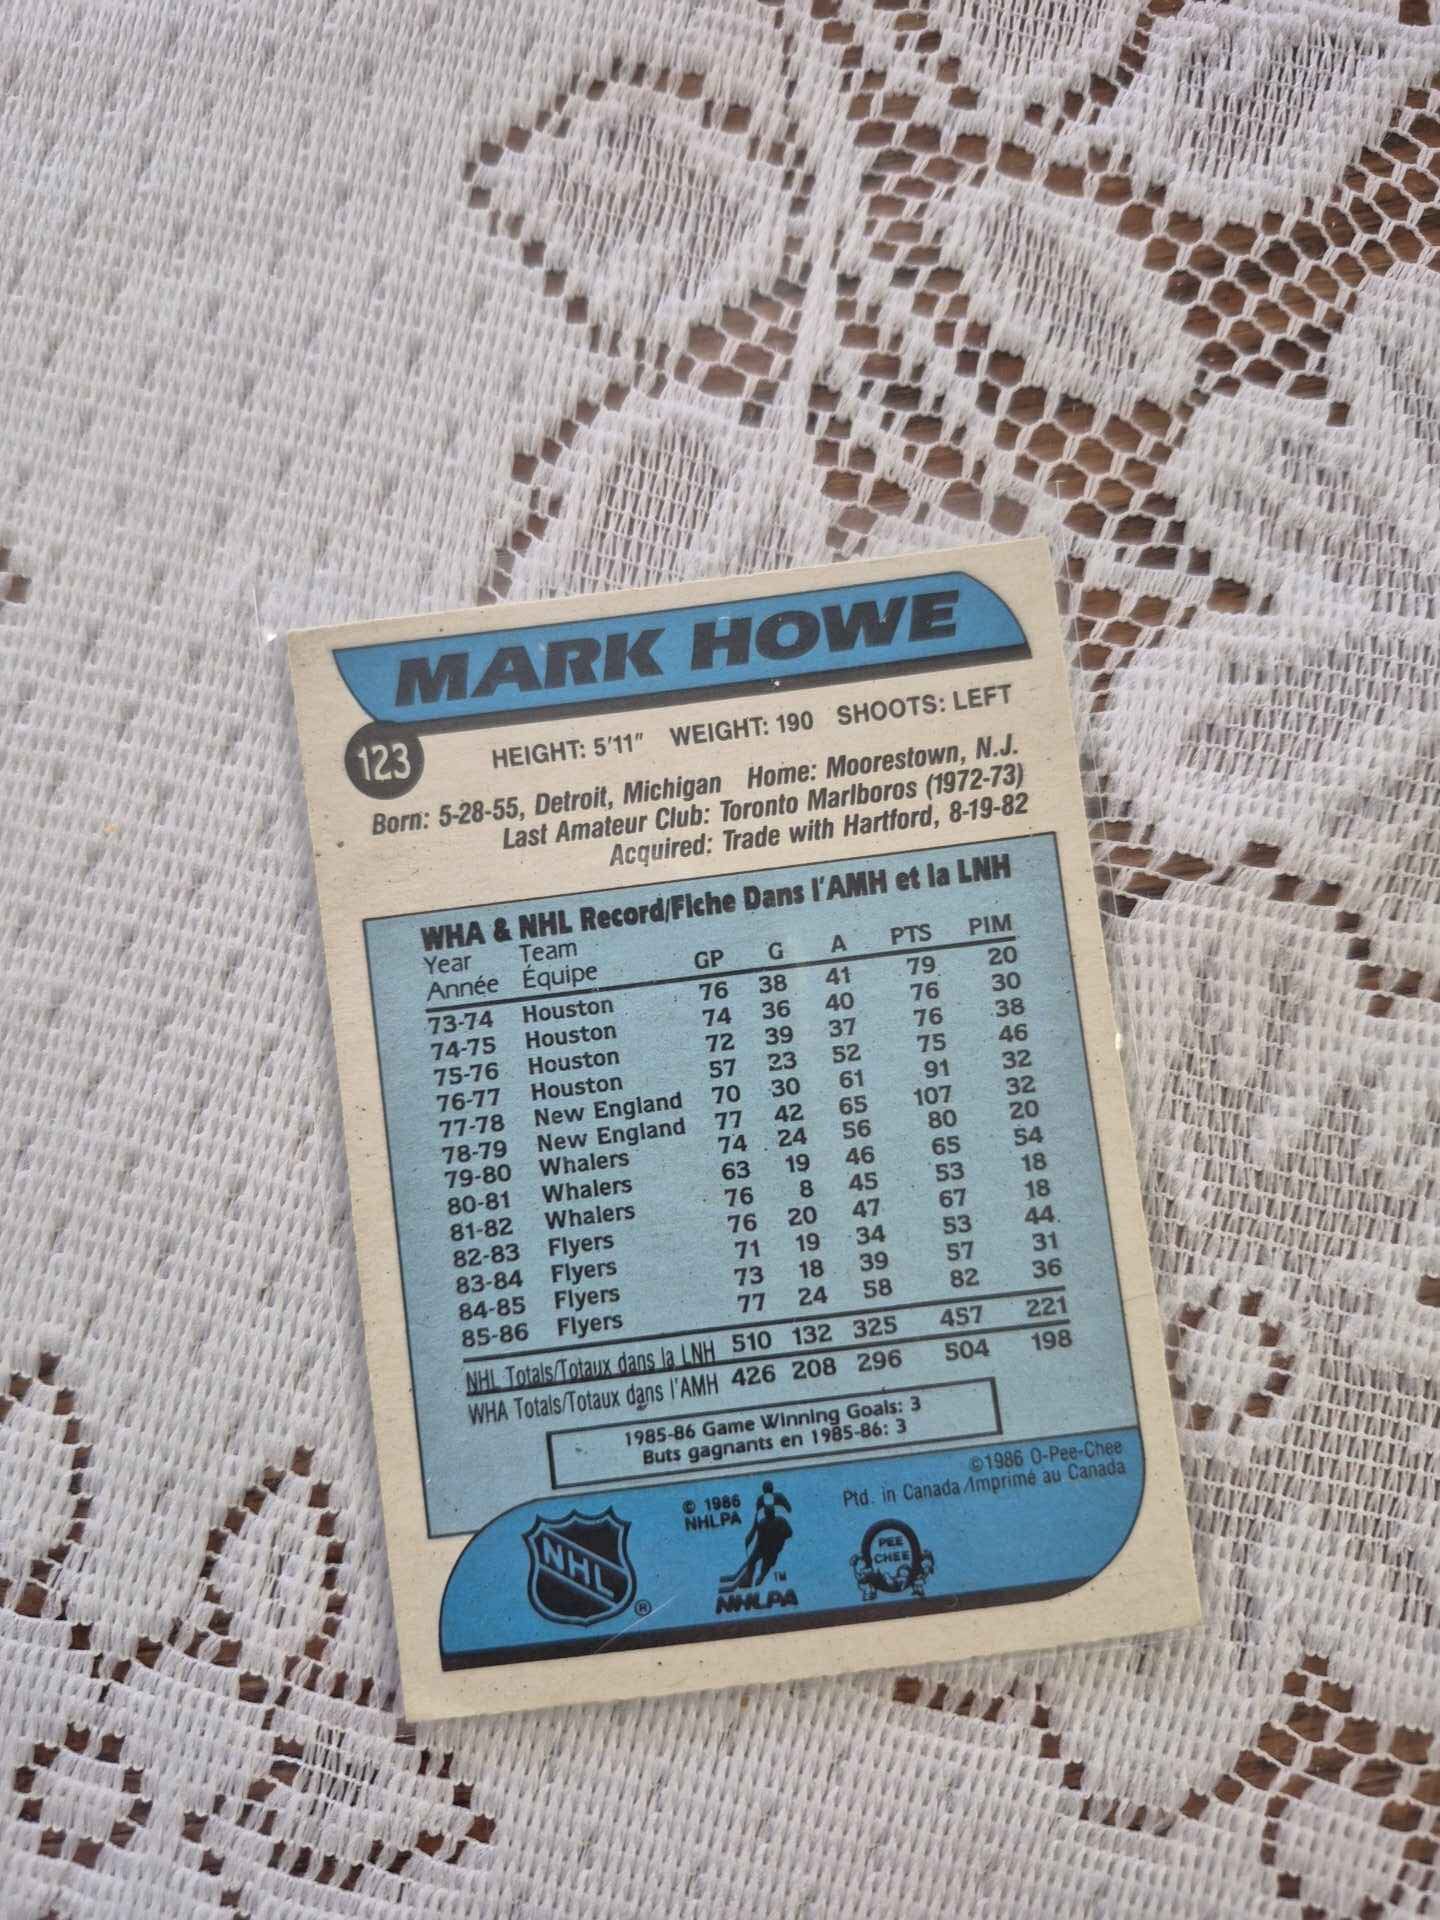 MARK HOWE
123
HEIGHT: 5'11" WEIGHT: 190 SHOOTS: LEFT
Born: 5-28-55, Detroit, Michigan Home: Moorestown, N.J.
Last Amateur Club: Toronto Marlboros (1972-73)
Acquired: Trade with Hartford, 8-19-82
WHA & NHL Record/Fiche Dans l'AMH et la LNH
Year Team
Année Équipe GP G A PTS PIM
73-74 Houston 76 38 41 79 20
74-75 Houston 74 36 40 76 30
75-76 Houston 72 39 37 76 38
76-77 Houston 57 23 52 75 46
77-78 New England 70 30 61 91 32
78-79 New England 77 42 65 107 32
79-80 Whalers 74 24 56 80 20
80-81 Whalers 63 19 46 65 54
81-82 Whalers 76 8 45 53 18
82-83 Flyers 76 20 47 67 18
83-84 Flyers 71 19 34 53 44
84-85 Flyers 73 18 39 57 31
85-86 Flyers 77 24 58 82 36
NHL Totals/Totaux dans la LNH 510 132 325 457 221
WHA Totals/Totaux dans l'AMH 426 208 296 504 198
1985-86 Game Winning Goals: 3
Buts gagnants en 1985-86: 3
©1986 O-Pee-Chee
Ptd. in Canada/Imprimé au Canada
© 1986
NHLPA
NHL ®
NHLPA TM
PEE
CHEE